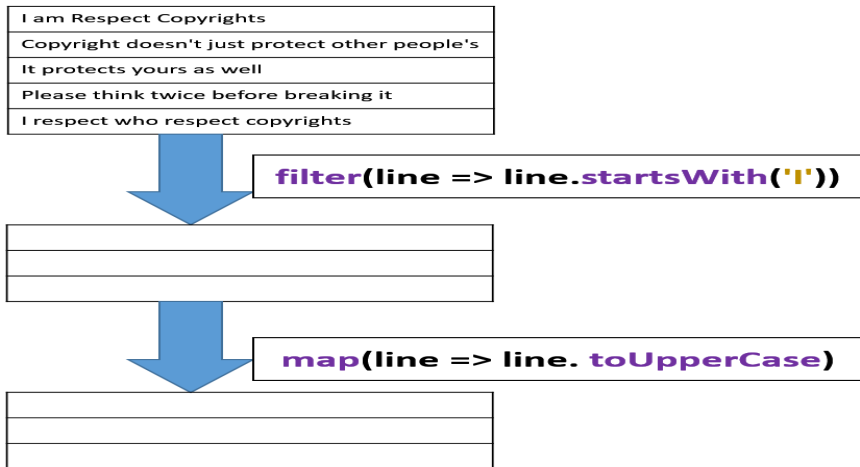 I am Respect Copyrights
Copyright doesn't just protect other people's
It protects yours as well
Please think twice before breaking it
I respect who respect copyrights
filter(line => line.startsWith('I'))
map(line => line. toUpperCase)